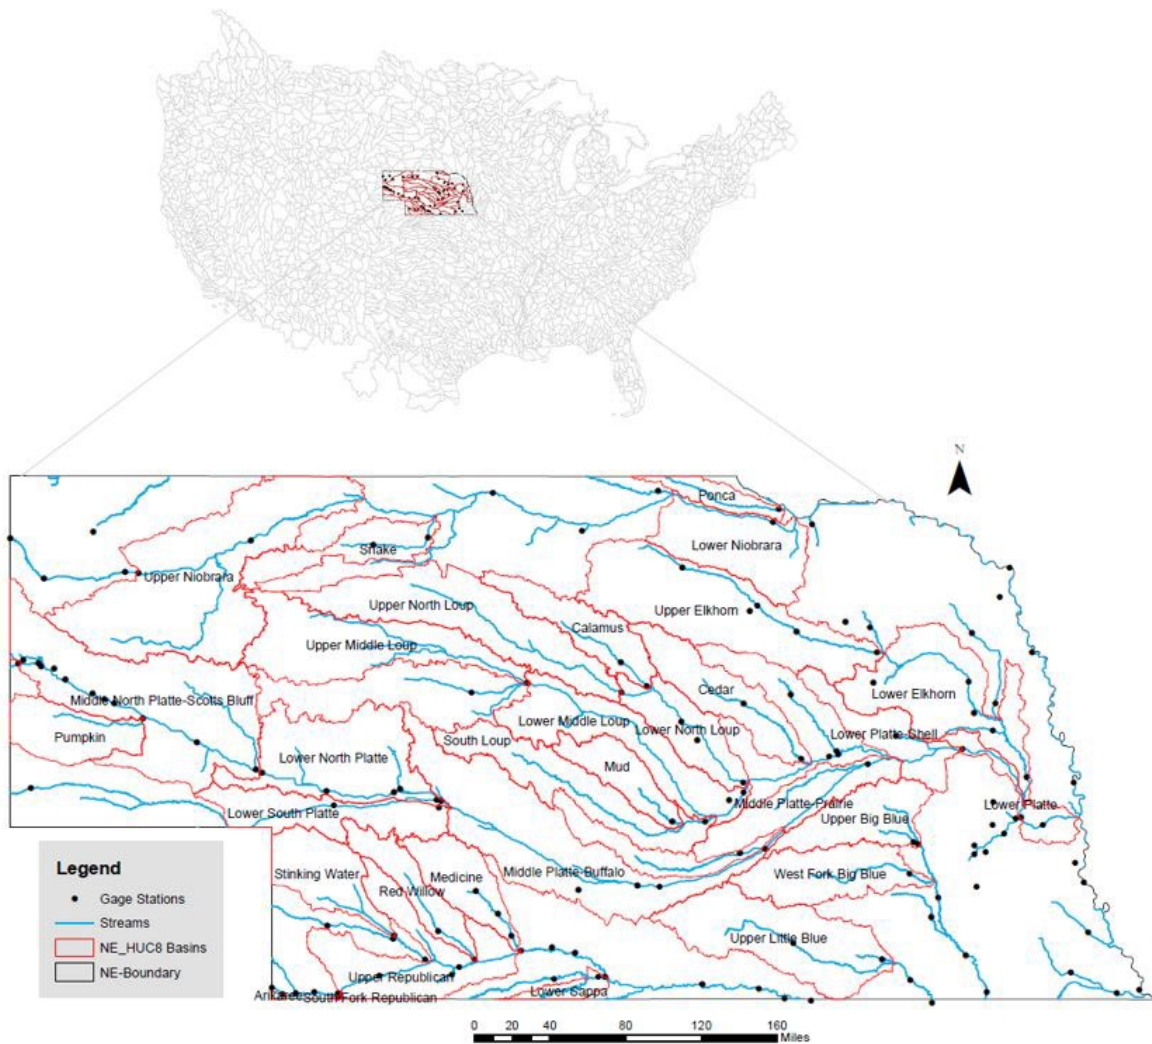 N
Ponca
Lower Niobrara
Snake
Upper Niobrara
Upper North Loup
Upper Elkhorn
Calamus
Upper Middle Loup
Cedar
Lower Elkhorn
Middle North Platte-Scotts Bluff
Pumpkin
Lower Middle Loup
Lower North Loup
Lower Platte-Shell
South Loup
Lower North Platte
Mud
Lower South Platte
Middle Platte-Prairie
Lower Platte
Upper Big Blue
Legend
Gage Stations
Streams
NE_HUC8 Basins
NE-Boundary
Stinking Water
Red Willow
Medicine
Middle Platte-Buffalo
West Fork Big Blue
Upper Little Blue
Upper Republican
South Fork Republican
Lower Sappa
0 20 40 80 120 160
Miles